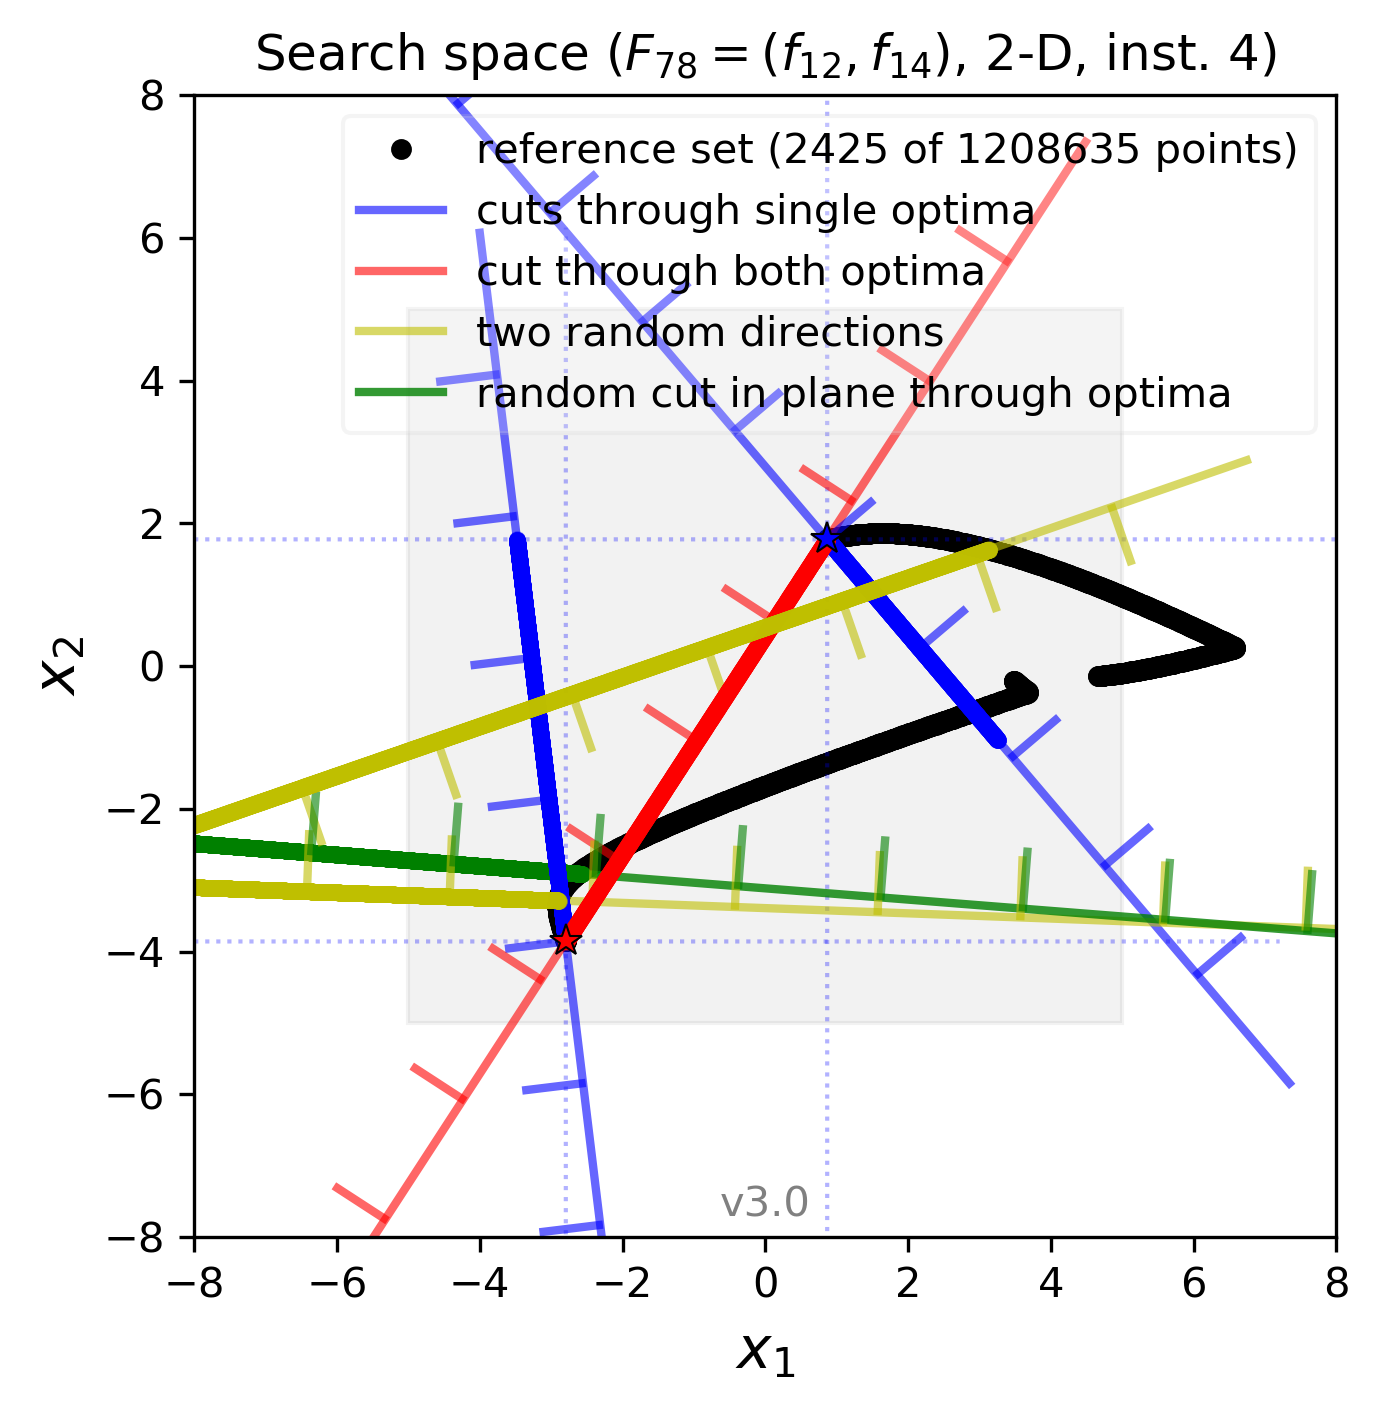 Search space (F₇₈ = (f₁₂, f₁₄), 2-D, inst. 4)
8
6
4
2
0
−2
−4
−6
−8
x₂
reference set (2425 of 1208635 points)
cuts through single optima
cut through both optima
two random directions
random cut in plane through optima
v3.0
−8 −6 −4 −2 0 2 4 6 8
x₁